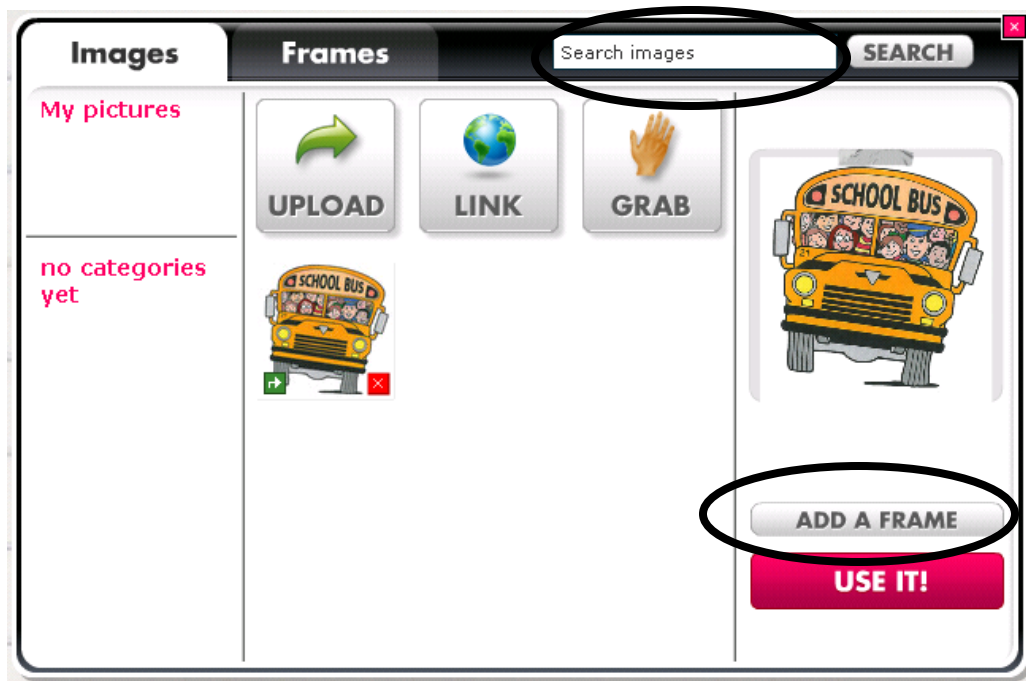 Images
Frames
Search images
SEARCH
My pictures
no categories
yet
UPLOAD
LINK
GRAB
SCHOOL BUS
SCHOOL BUS
21
ADD A FRAME
USE IT!